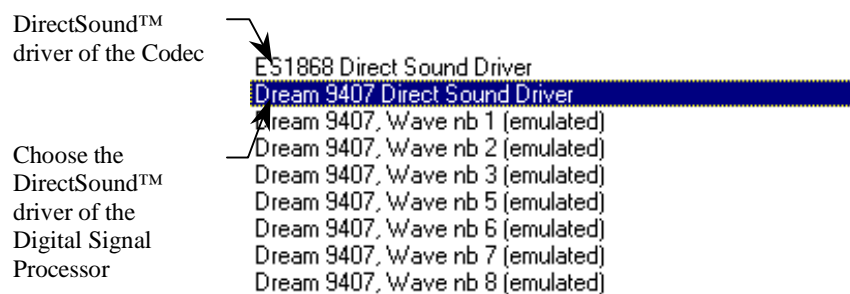 DirectSound™
driver of the Codec
ES1868 Direct Sound Driver
Dream 9407 Direct Sound Driver
Dream 9407, Wave nb 1 (emulated)
Dream 9407, Wave nb 2 (emulated)
Dream 9407, Wave nb 3 (emulated)
Dream 9407, Wave nb 5 (emulated)
Dream 9407, Wave nb 6 (emulated)
Dream 9407, Wave nb 7 (emulated)
Dream 9407, Wave nb 8 (emulated)
Choose the
DirectSound™
driver of the
Digital Signal
Processor